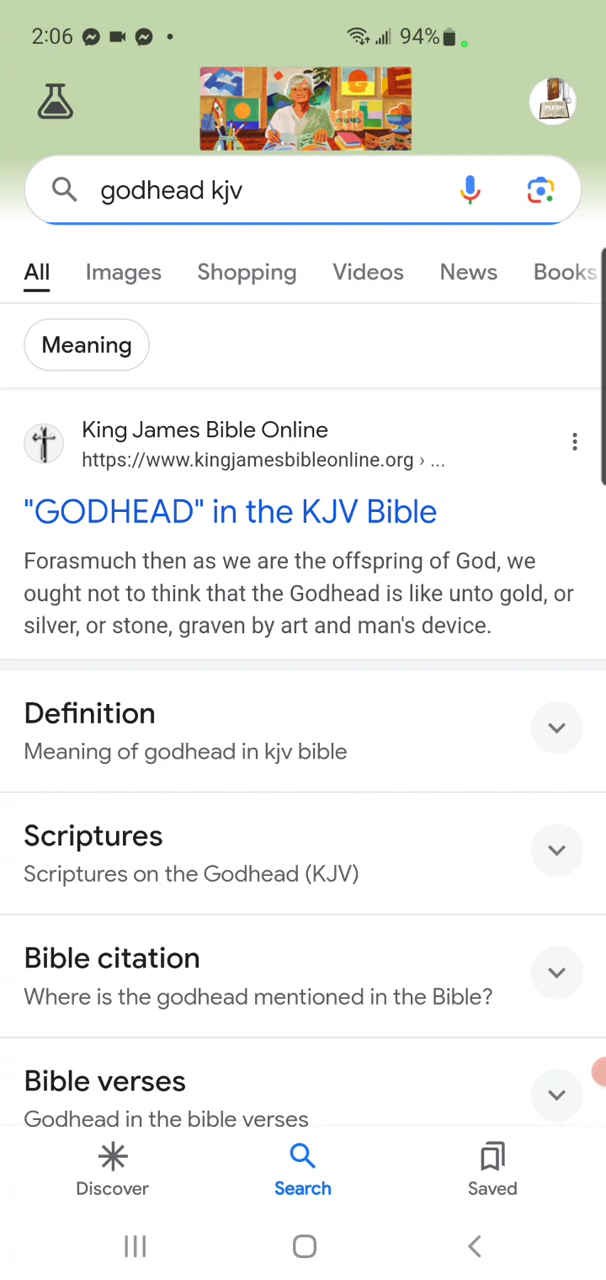 2:06
94%
godhead kjv
All Images Shopping Videos News Books
Meaning
King James Bible Online
https://www.kingjamesbibleonline.org › ...
"GODHEAD" in the KJV Bible
Forasmuch then as we are the offspring of God, we
ought not to think that the Godhead is like unto gold, or
silver, or stone, graven by art and man's device.
Definition
Meaning of godhead in kjv bible
Scriptures
Scriptures on the Godhead (KJV)
Bible citation
Where is the godhead mentioned in the Bible?
Bible verses
Godhead in the bible verses
Discover Search Saved